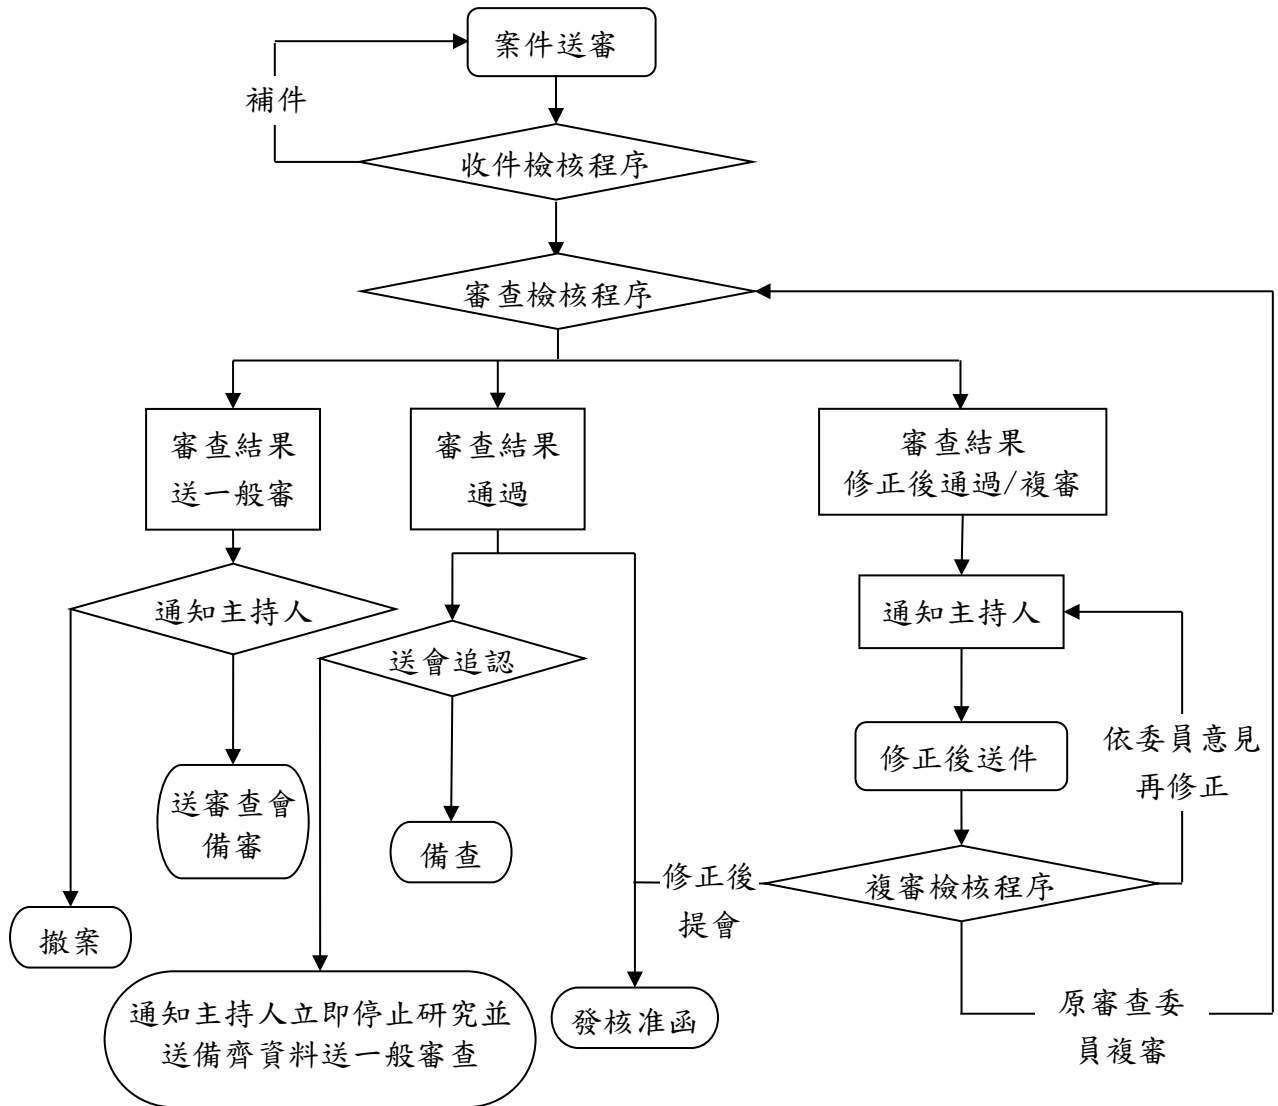 案件送審
補件
收件檢核程序
審查檢核程序
審查結果
送一般審
審查結果
通過
審查結果
修正後通過/複審
通知主持人
送會追認
通知主持人
修正後送件
依委員意見
再修正
送審查會
備審
備查
複審檢核程序
修正後
提會
撤案
通知主持人立即停止研究並
送備齊資料送一般審查
發核准函
原審查委
員複審